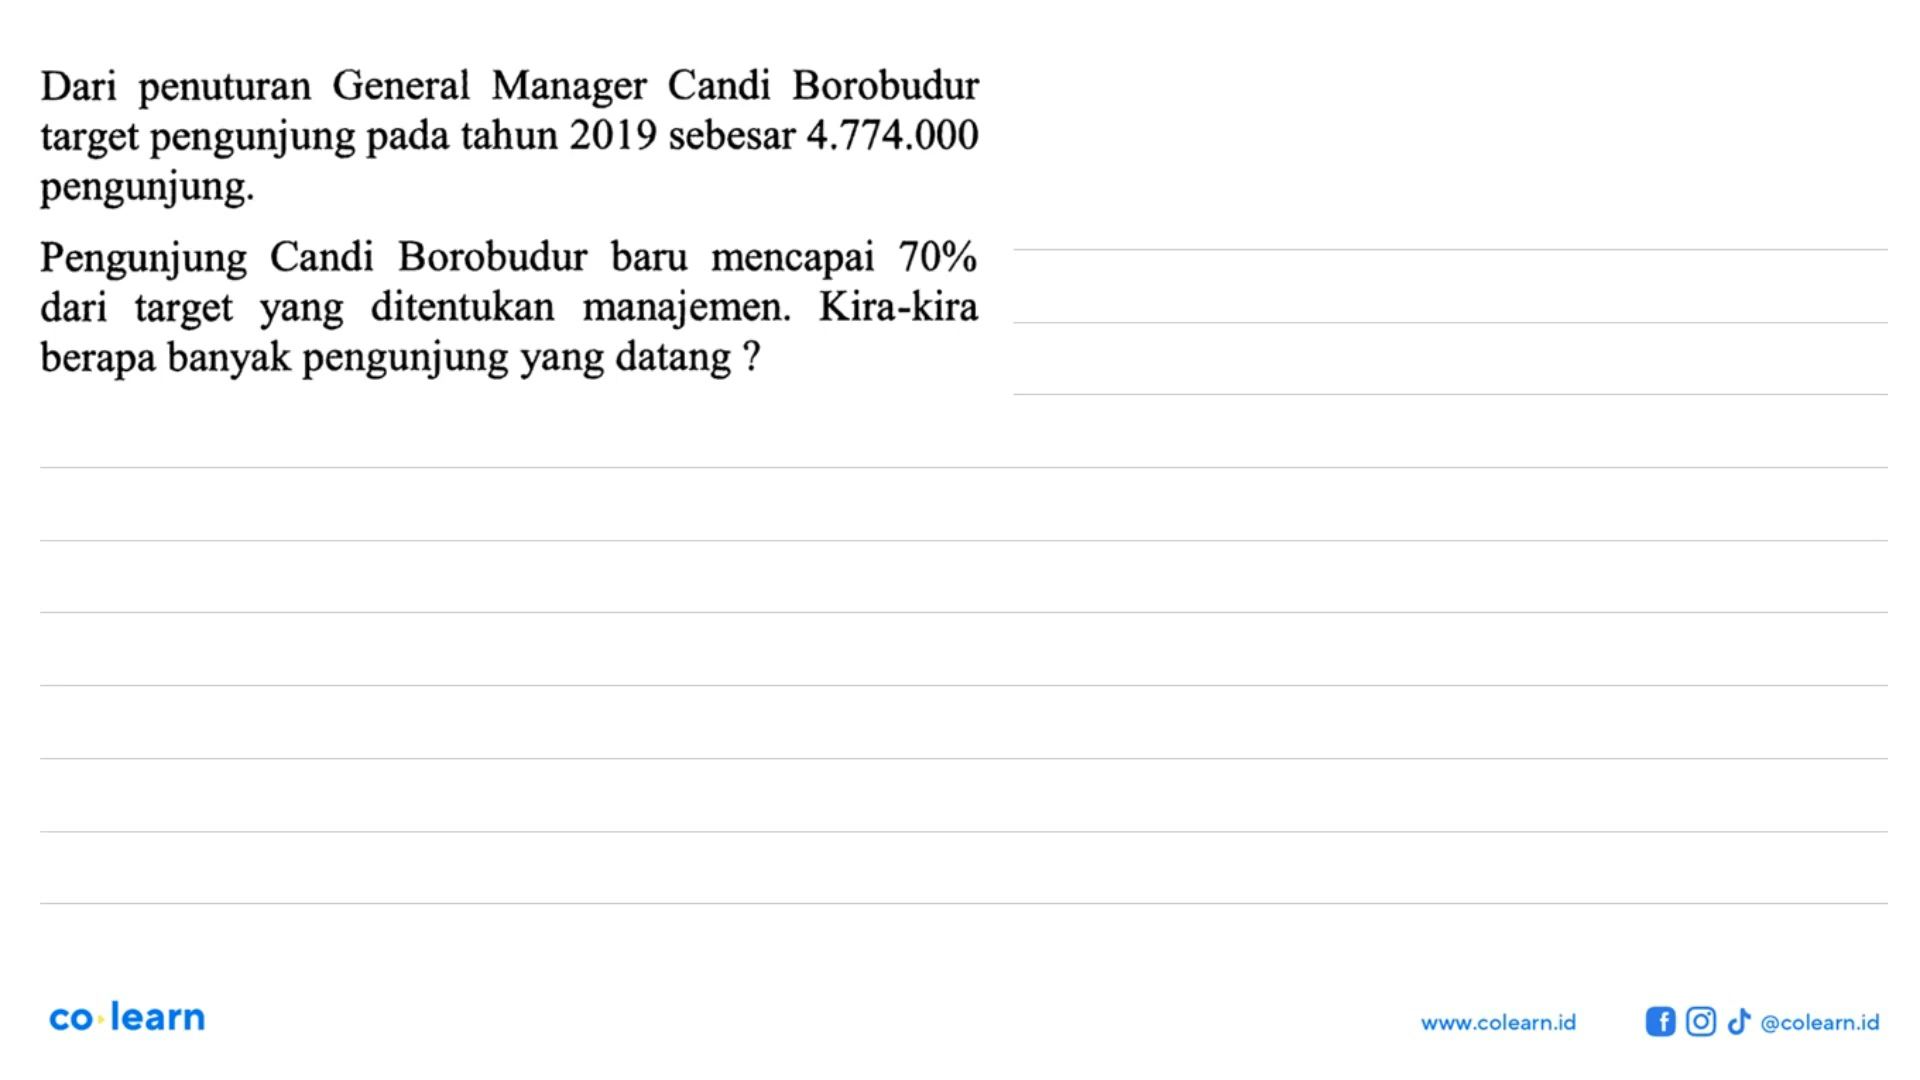 Dari penuturan General Manager Candi Borobudur
target pengunjung pada tahun 2019 sebesar 4.774.000
pengunjung.
Pengunjung Candi Borobudur baru mencapai 70%
dari target yang ditentukan manajemen. Kira-kira
berapa banyak pengunjung yang datang ?
co learn
www.colearn.id
@colearn.id